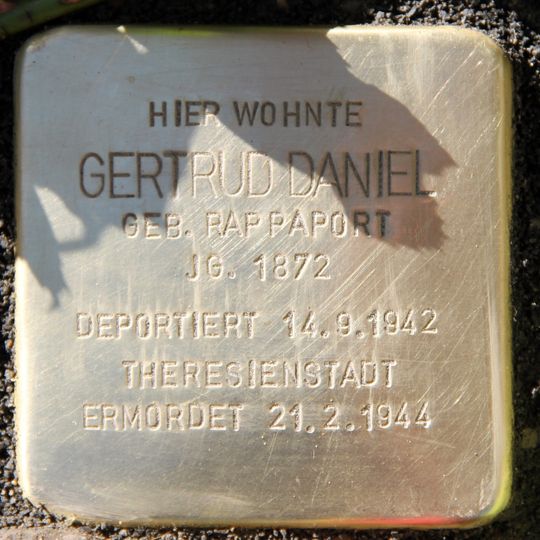 HIER WOHNTE
GERTRUD DANIEL
GEB. RAPPAPORT
JG. 1872
DEPORTIERT 14.9.1942
THERESIENSTADT
ERMORDET 21.2.1944